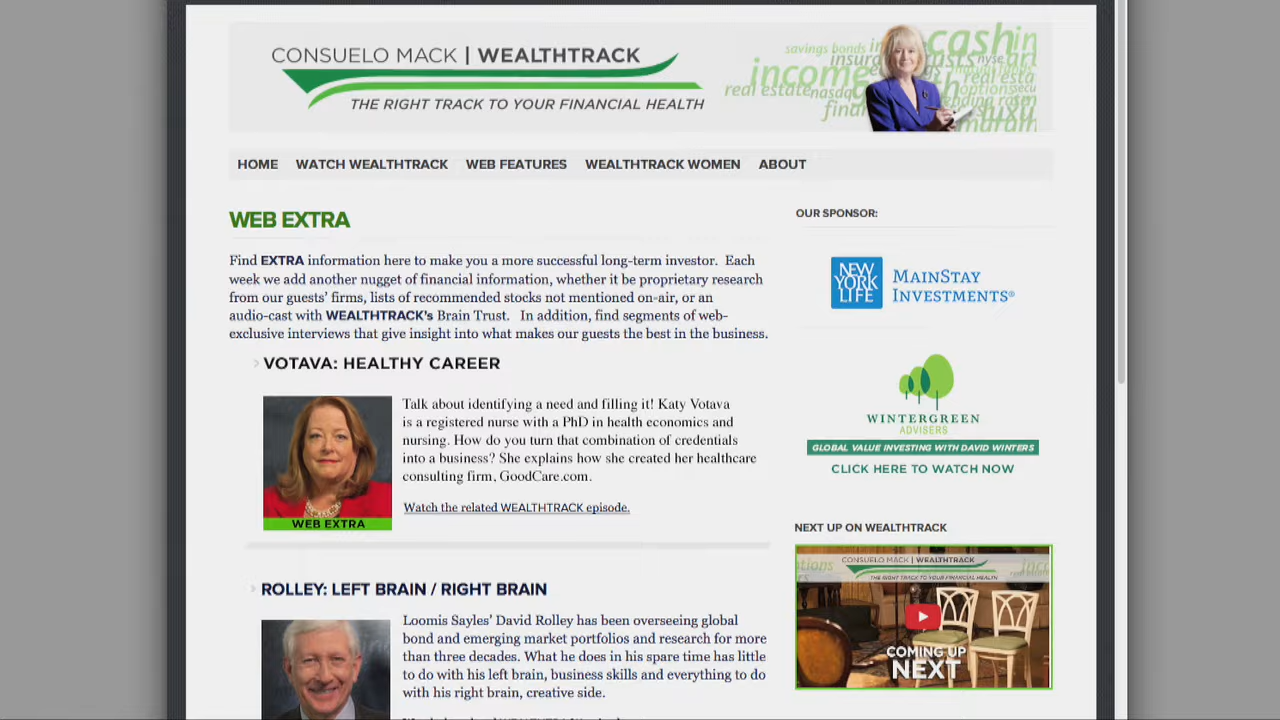 CONSUELO MACK | WEALTHTRACK
THE RIGHT TRACK TO YOUR FINANCIAL HEALTH
savings bonds
cash
income
real estate
nasdaq
nyse
real esta
options
HOME WATCH WEALTHTRACK WEB FEATURES WEALTHTRACK WOMEN ABOUT
WEB EXTRA
Find EXTRA information here to make you a more successful long-term investor. Each
week we add another nugget of financial information, whether it be proprietary research
from our guests' firms, lists of recommended stocks not mentioned on-air, or an
audio-cast with WEALTHTRACK's Brain Trust. In addition, find segments of web-
exclusive interviews that give insight into what makes our guests the best in the business.
VOTAVA: HEALTHY CAREER
Talk about identifying a need and filling it! Katy Votava
is a registered nurse with a PhD in health economics and
nursing. How do you turn that combination of credentials
into a business? She explains how she created her healthcare
consulting firm, GoodCare.com.
WEB EXTRA
Watch the related WEALTHTRACK episode.
ROLLEY: LEFT BRAIN / RIGHT BRAIN
Loomis Sayles' David Rolley has been overseeing global
bond and emerging market portfolios and research for more
than three decades. What he does in his spare time has little
to do with his left brain, business skills and everything to do
with his right brain, creative side.
OUR SPONSOR:
NEW
YORK
LIFE
MAINSTAY
INVESTMENTS®
WINTERGREEN
ADVISERS
GLOBAL VALUE INVESTING WITH DAVID WINTERS
CLICK HERE TO WATCH NOW
NEXT UP ON WEALTHTRACK
CONSUELO MACK | WEALTHTRACK
THE RIGHT TRACK TO YOUR FINANCIAL HEALTH
COMING UP
NEXT